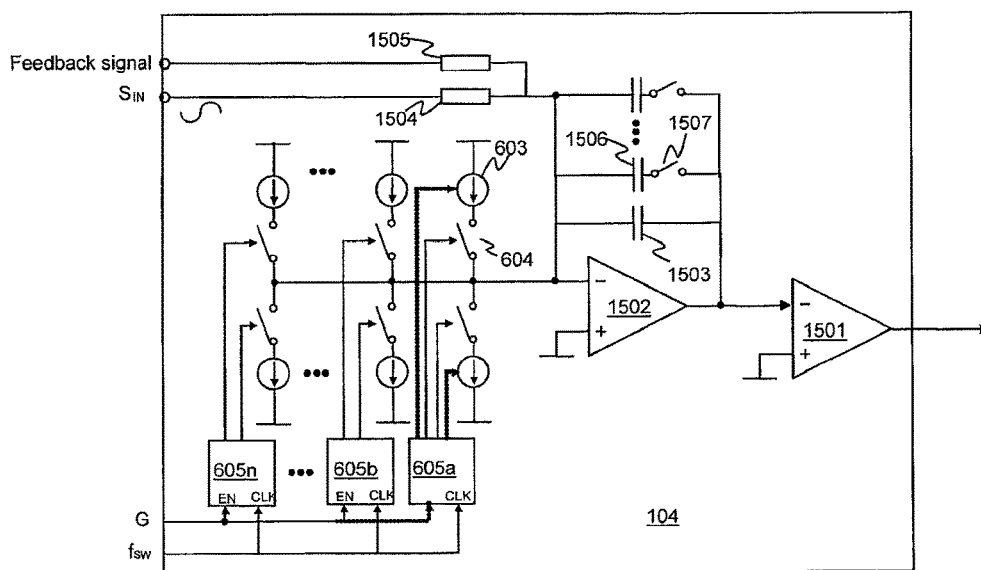 1505
Feedback signal
S_IN
1504
1506
1507
603
604
1503
1502
1501
605n
605b
605a
EN CLK
EN CLK
CLK
G
f_sw
104